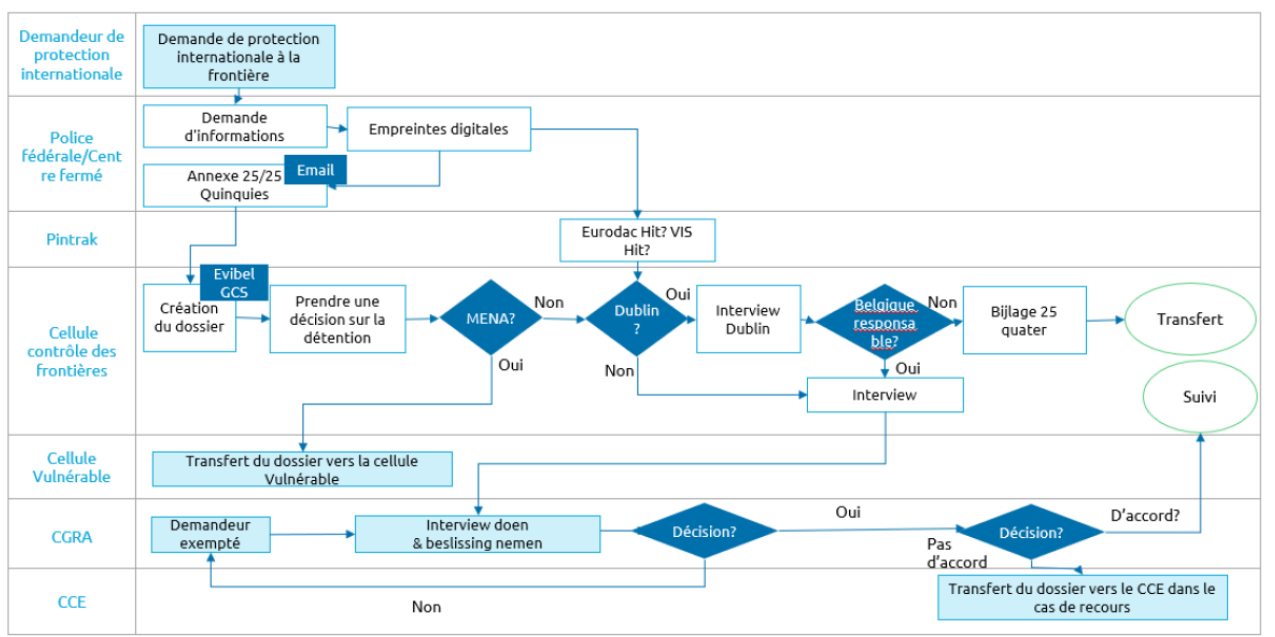 Demandeur de
protection
internationale
Demande de protection
internationale à la
frontière
Police
fédérale/Cent
re fermé
Demande
d'informations
Empreintes digitales
Email
Annexe 25/25
Quinquies
Pintrak
Eurodac Hit? VIS
Hit?
Cellule
contrôle des
frontières
Evibel
GCS
Création
du dossier
Prendre une
décision sur la
détention
MENA?
Non
Oui
Dublin
?
Oui
Non
Interview
Dublin
Belgique
responsa
ble?
Non
Oui
Bijlage 25
quater
Transfert
Interview
Suivi
Cellule
Vulnérable
Transfert du dossier vers la cellule
Vulnérable
CGRA
Demandeur
exempté
Interview doen
& beslissing nemen
Décision?
Oui
Décision?
D'accord?
Pas
d'accord
CCE
Non
Transfert du dossier vers le CCE dans le
cas de recours